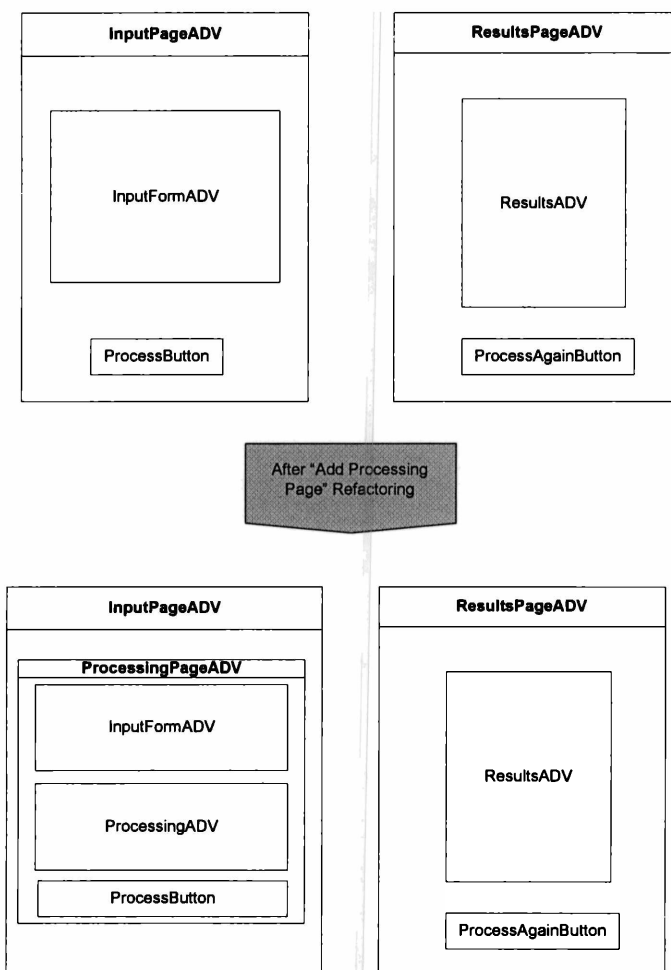 InputPageADV
InputFormADV
ProcessButton
ResultsPageADV
ResultsADV
ProcessAgainButton
After "Add Processing
Page" Refactoring
InputPageADV
ProcessingPageADV
InputFormADV
ProcessingADV
ProcessButton
ResultsPageADV
ResultsADV
ProcessAgainButton